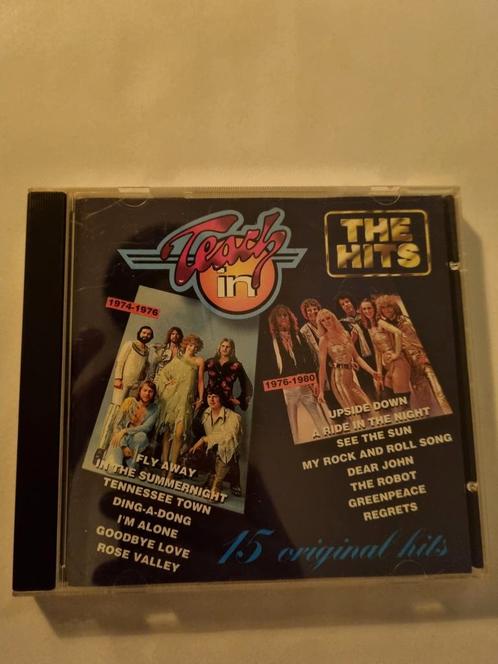 Teach
in
THE
HITS
1974-1976
1976-1980
FLY AWAY
IN THE SUMMERNIGHT
TENNESSEE TOWN
DING-A-DONG
I'M ALONE
GOODBYE LOVE
ROSE VALLEY
UPSIDE DOWN
A RIDE IN THE NIGHT
SEE THE SUN
MY ROCK AND ROLL SONG
DEAR JOHN
THE ROBOT
GREENPEACE
REGRETS
15 original hits